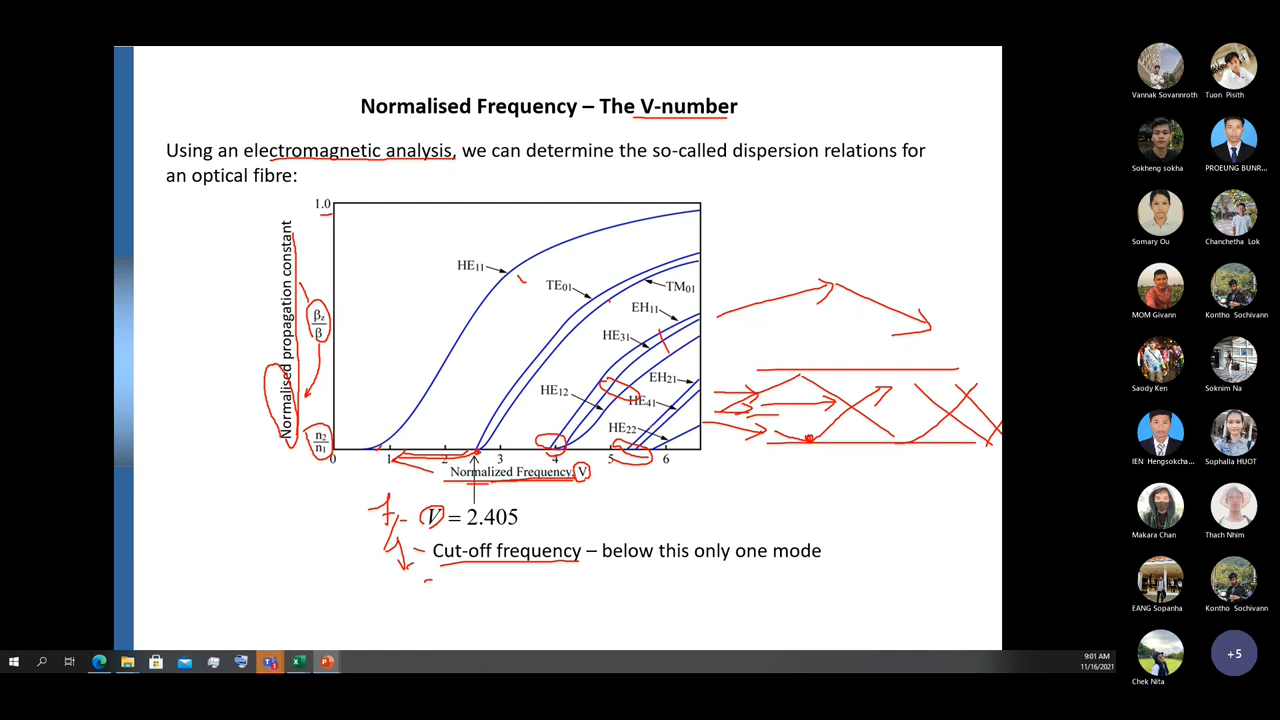 Normalised Frequency – The V-number
Using an electromagnetic analysis, we can determine the so-called dispersion relations for
an optical fibre:
Normalised propagation constant
βz
β
1.0
n2
n1
HE11
TE01
TM01
EH11
HE31
HE12
EH21
HE41
HE22
0 1 2 3 4 5 6
Normalized Frequency, V
V = 2.405
Cut-off frequency – below this only one mode
Vannak Sovannroth
Tuon Pisith
Sokheng sokha
PROEUNG BUNR...
Somary Ou
Chanchetha Lok
MOM Givann
Kontho Sochivann
Saody Ken
Soknim Na
IEN Hengsokcha...
Sophalla HUOT
Makara Chan
Thach Nhim
EANG Sopanha
Kontho Sochivann
Chek Nita
+5
9:01 AM
11/16/2021